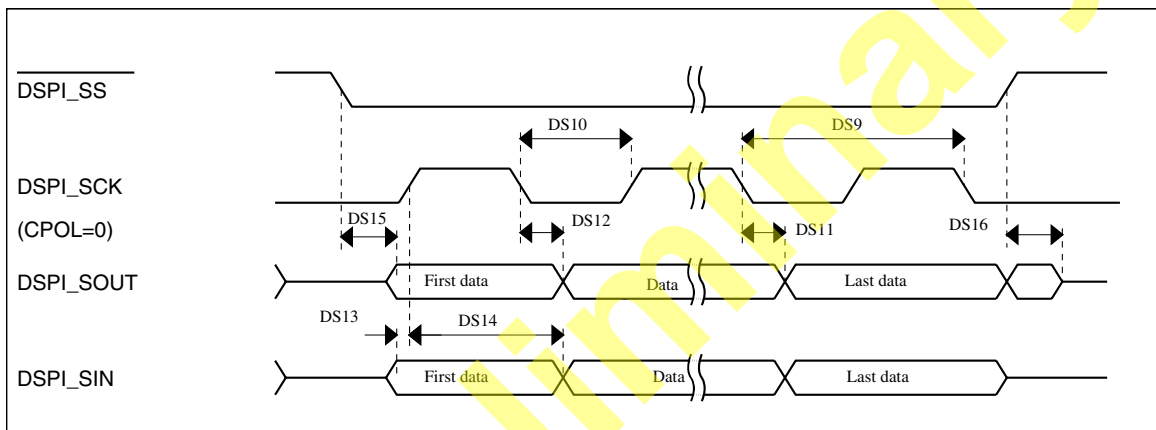 DSPI_SS
DS10
DS9
DSPI_SCK
(CPOL=0)
DS15
DS12
DS11
DS16
DSPI_SOUT
First data
Data
Last data
DS13
DS14
DSPI_SIN
First data
Data
Last data
liminary